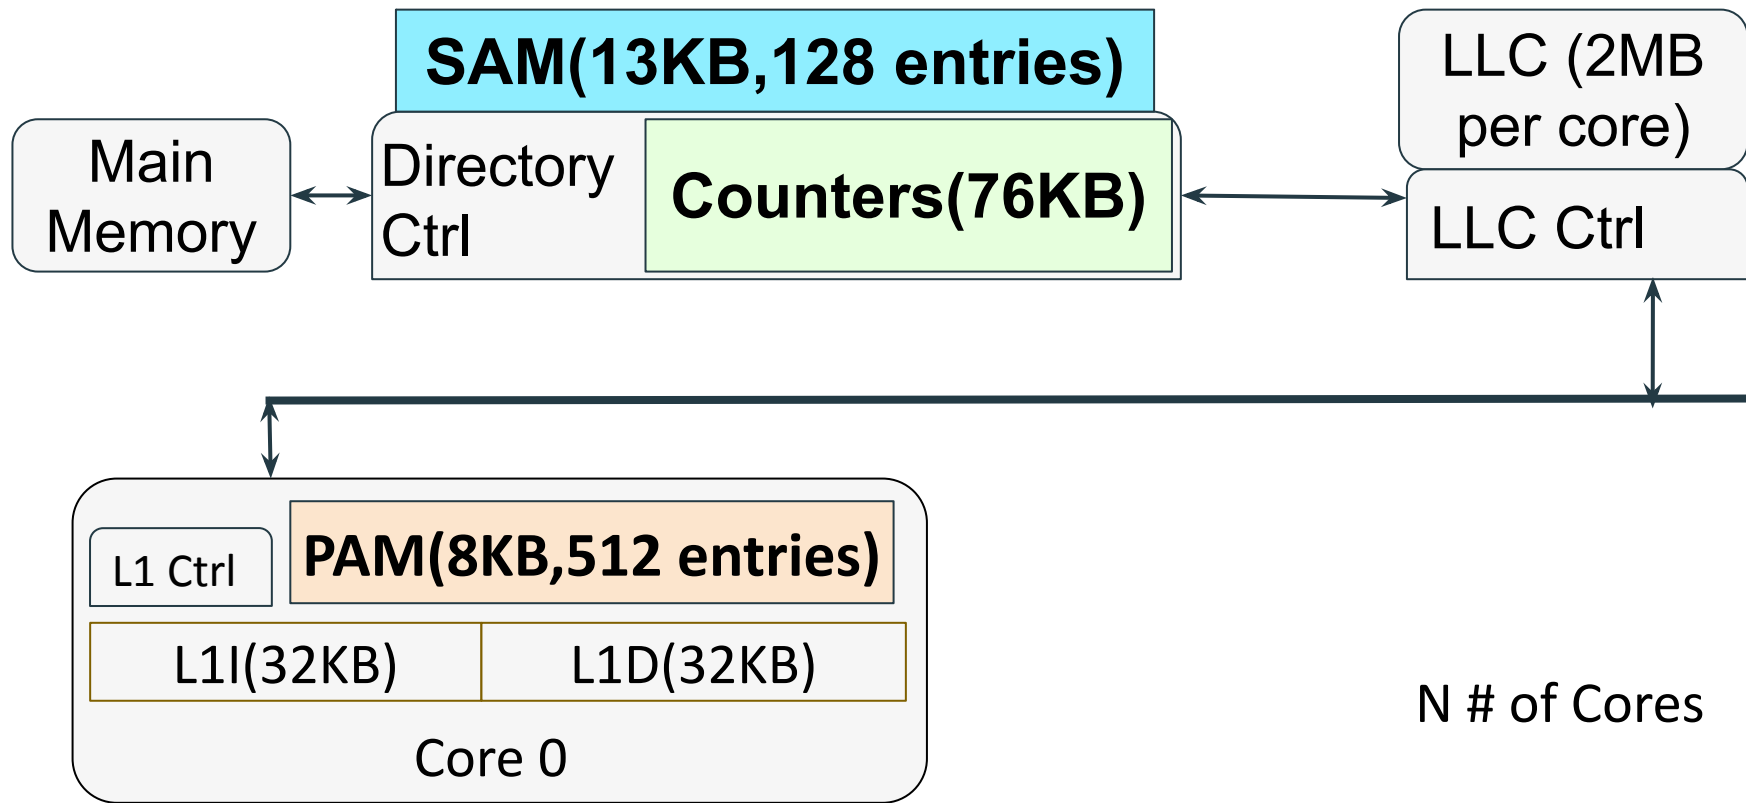 SAM(13KB,128 entries)
LLC (2MB
per core)
Main
Memory
Directory
Ctrl
Counters(76KB)
LLC Ctrl
L1 Ctrl
PAM(8KB,512 entries)
L1I(32KB)
L1D(32KB)
Core 0
N # of Cores